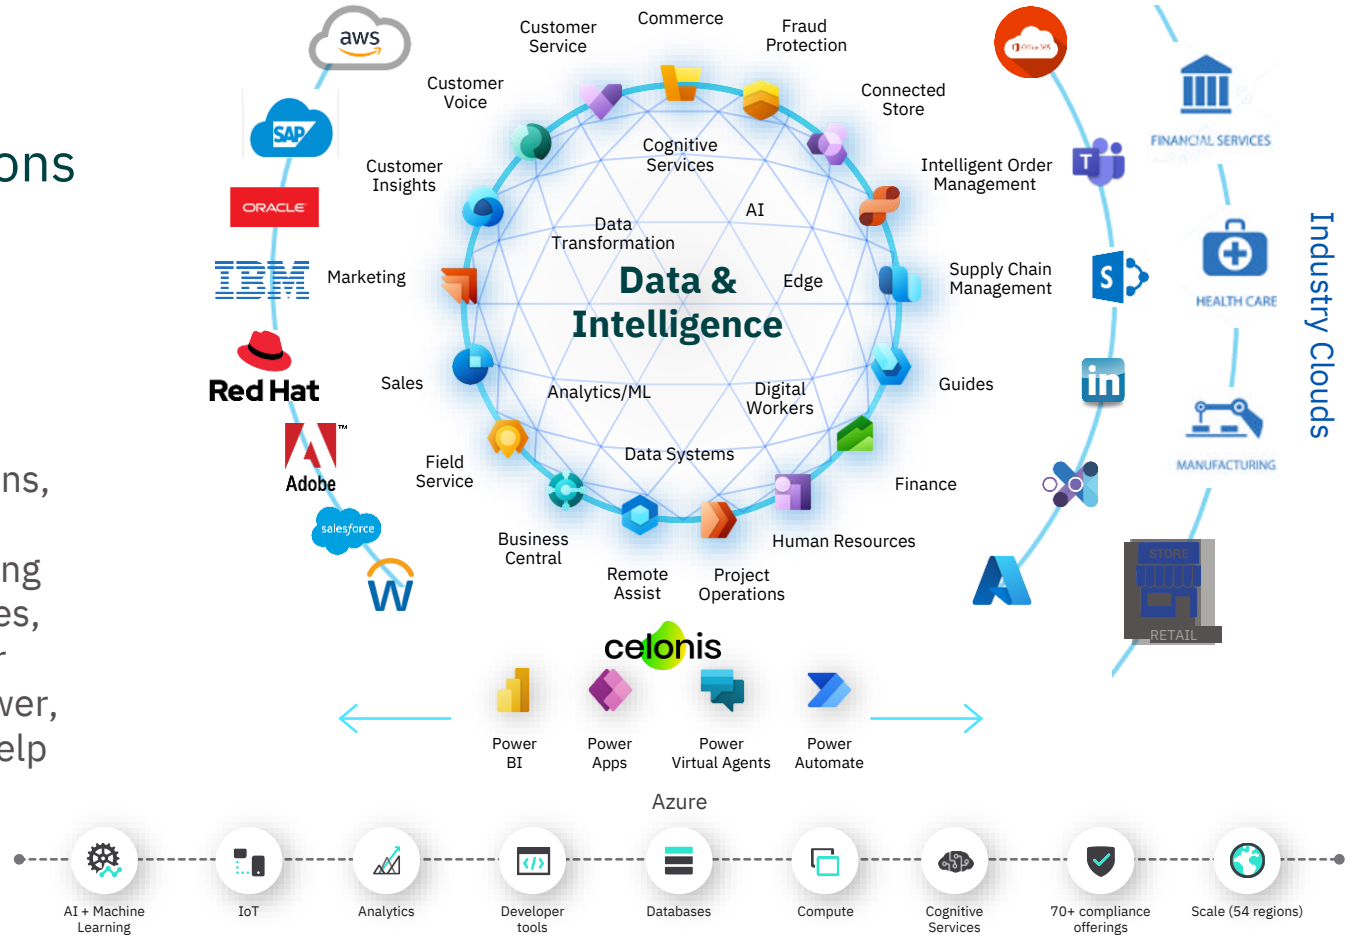 ons
ns,
ng
es,
r
wer,
elp
aws
SAP
ORACLE
IBM
Red Hat
Adobe
™
salesforce
W
Commerce
Customer
Service
Fraud
Protection
Customer
Voice
Connected
Store
Customer
Insights
Intelligent Order
Management
Marketing
Supply Chain
Management
Sales
Guides
Field
Service
Finance
Business
Central
Human Resources
Remote
Assist
Project
Operations
Cognitive
Services
AI
Data
Transformation
Edge
Data &
Intelligence
Analytics/ML
Digital
Workers
Data Systems
Office 365
T
S
in
FINANCIAL SERVICES
HEALTH CARE
MANUFACTURING
STORE
RETAIL
Industry Clouds
celonis
Power
BI
Power
Apps
Power
Virtual Agents
Power
Automate
Azure
AI + Machine
Learning
IoT
Analytics
Developer
tools
Databases
Compute
Cognitive
Services
70+ compliance
offerings
Scale (54 regions)